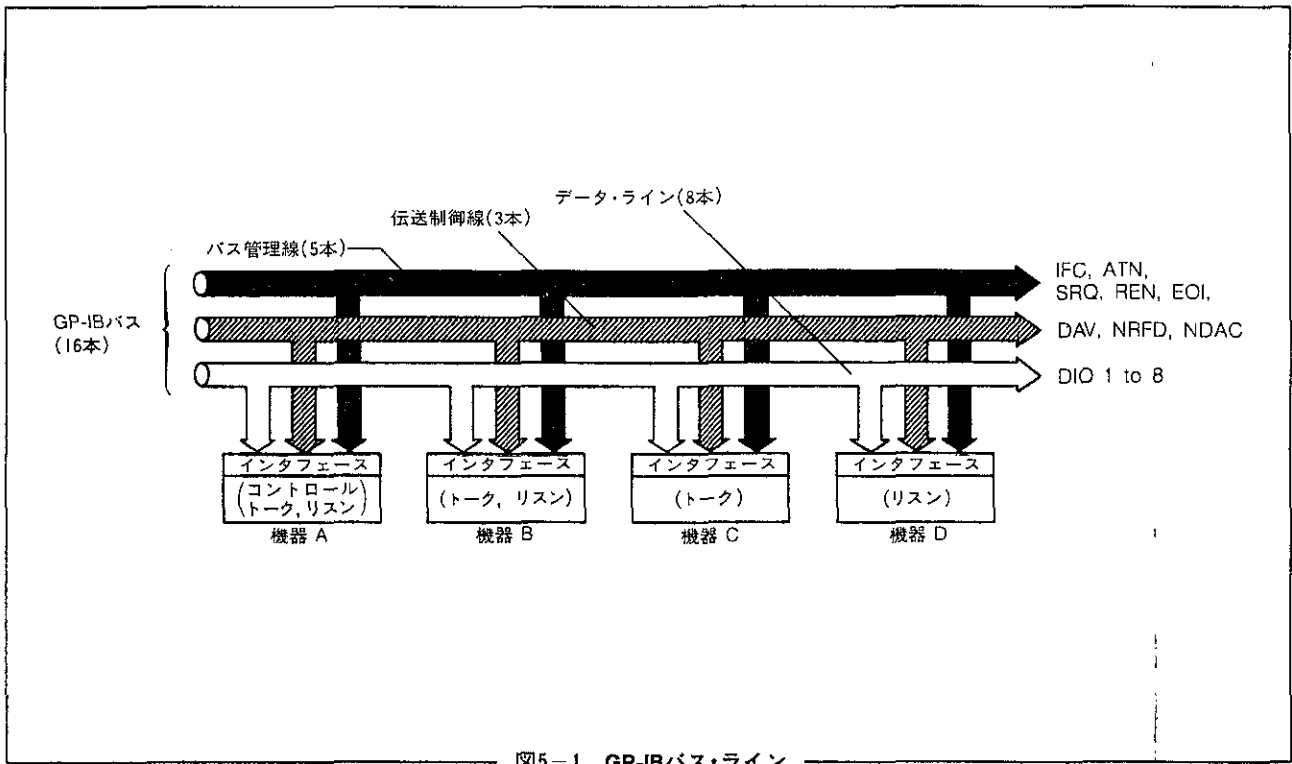 データ・ライン(8本)
伝送制御線(3本)
バス管理線(5本)
IFC, ATN,
SRQ, REN, EOI,
GP-IBバス
(16本)
DAV, NRFD, NDAC
DIO 1 to 8
インタフェース
(コントロール
トーク,リスン)
機器 A
インタフェース
(トーク, リスン)
機器 B
インタフェース
(トーク)
機器 C
インタフェース
(リスン)
機器 D
図5-1 GP-IBバス・ライン